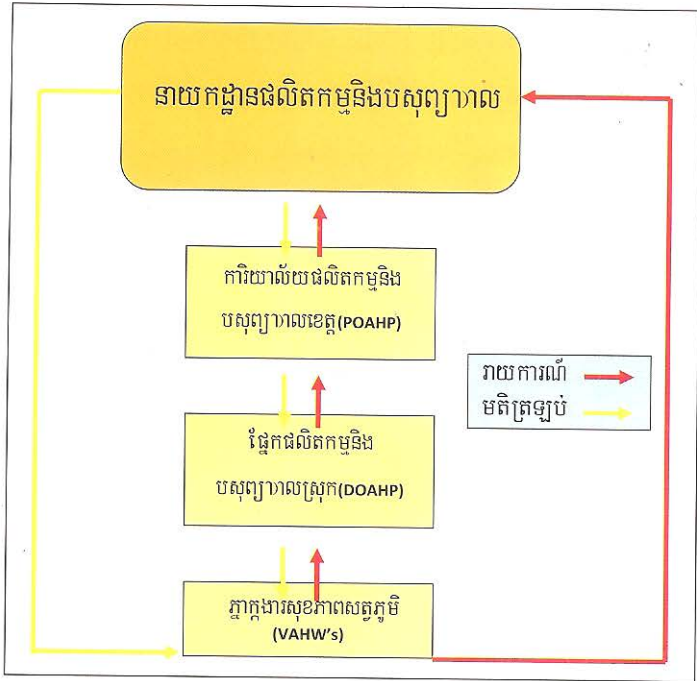 នាយកដ្ឋានផលិតកម្មនិងបសុព្យាបាល
ការិយាល័យផលិតកម្មនិង
បសុព្យាបាលខេត្ត(POAHP)
រាយការណ៍
មតិត្រឡប់
ផ្នែកផលិតកម្មនិង
បសុព្យាបាលស្រុក(DOAHP)
ភ្នាក្កងារសុខភាពសត្វភូមិ
(VAHW's)